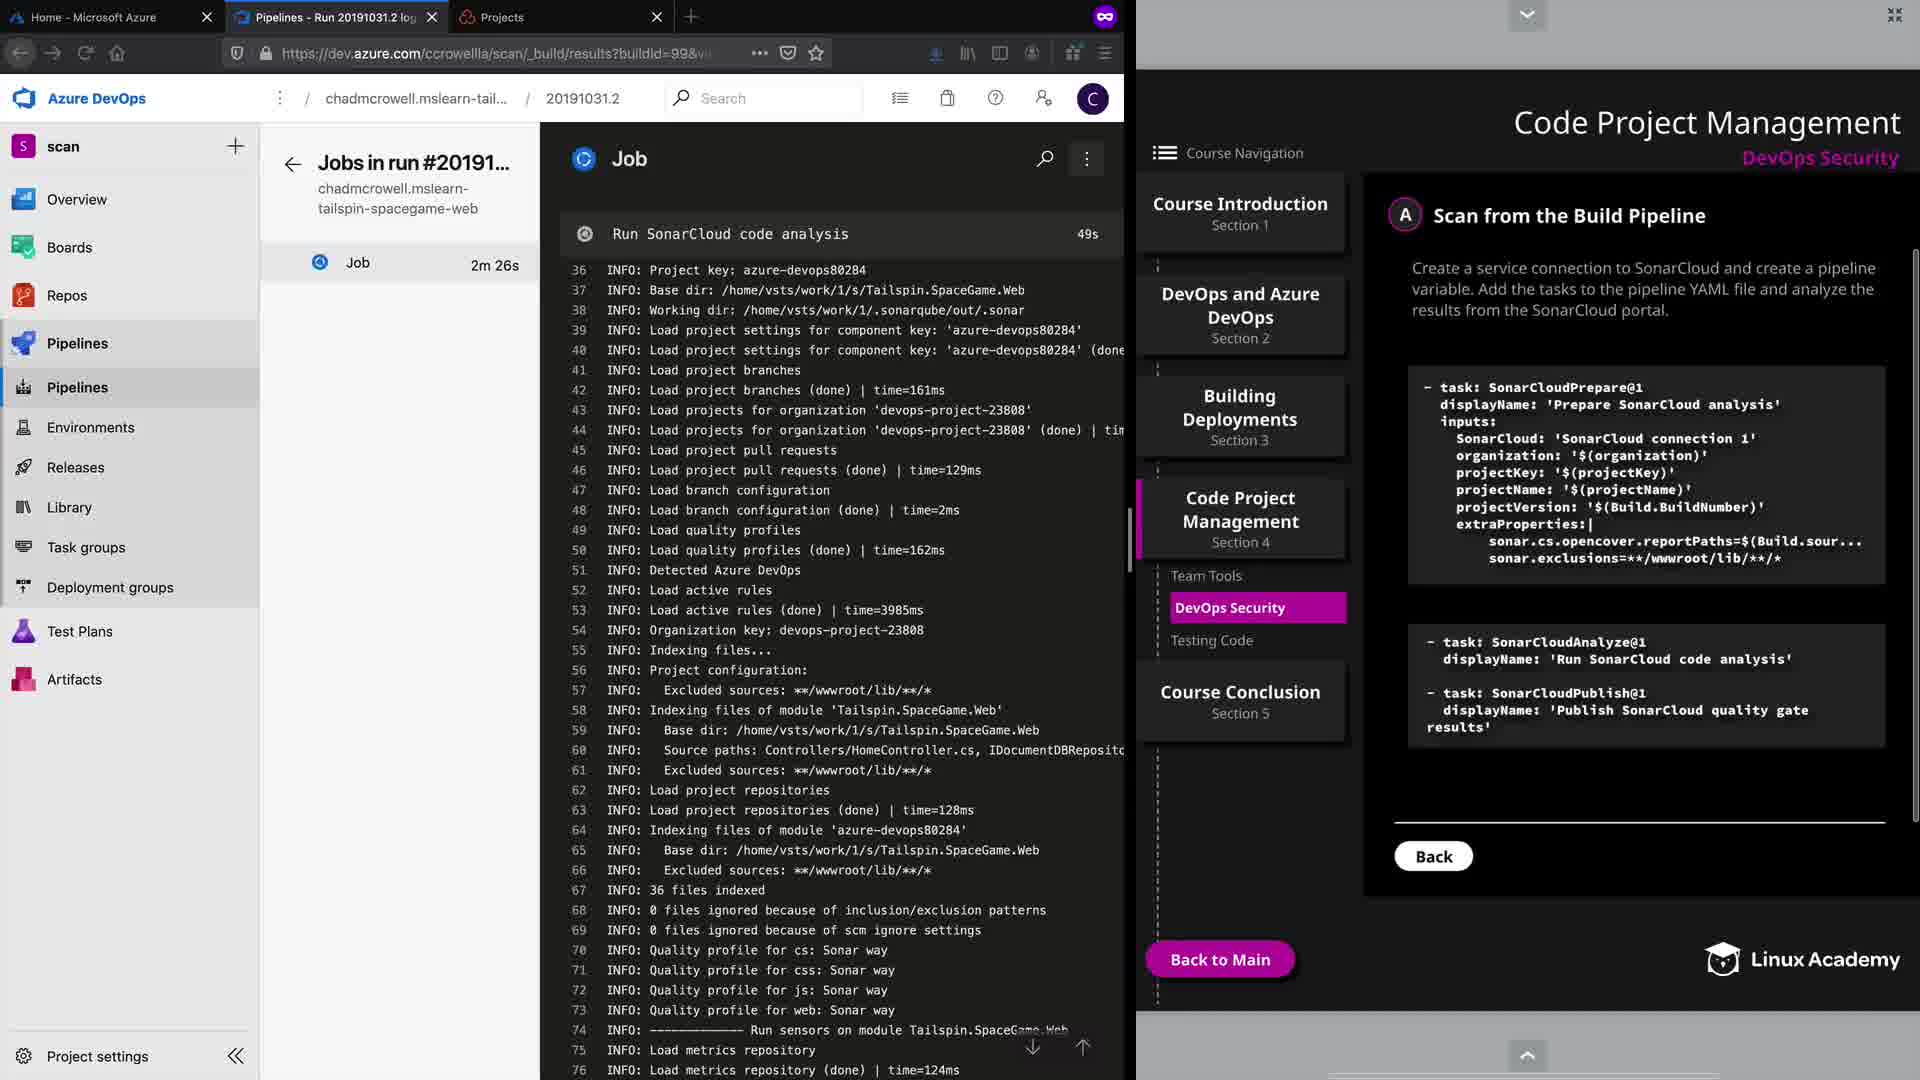 Home - Microsoft Azure
Pipelines - Run 20191031.2 log
Projects
https://dev.azure.com/ccrowellla/scan/_build/results?buildId=99&
Azure DevOps
/ chadmcrowell.mslearn-tail... / 20191031.2
Search
C
S scan
Overview
Boards
Repos
Pipelines
Pipelines
Environments
Releases
Library
Task groups
Deployment groups
Test Plans
Artifacts
Project settings
Jobs in run #20191...
chadmcrowell.mslearn-
tailspin-spacegame-web
Job 2m 26s
Job
Run SonarCloud code analysis 49s
36 INFO: Project key: azure-devops80284
37 INFO: Base dir: /home/vsts/work/1/s/Tailspin.SpaceGame.Web
38 INFO: Working dir: /home/vsts/work/1/.sonarqube/out/.sonar
39 INFO: Load project settings for component key: 'azure-devops80284'
40 INFO: Load project settings for component key: 'azure-devops80284' (done
41 INFO: Load project branches
42 INFO: Load project branches (done) | time=161ms
43 INFO: Load projects for organization 'devops-project-23808'
44 INFO: Load projects for organization 'devops-project-23808' (done) | tim
45 INFO: Load project pull requests
46 INFO: Load project pull requests (done) | time=129ms
47 INFO: Load branch configuration
48 INFO: Load branch configuration (done) | time=2ms
49 INFO: Load quality profiles
50 INFO: Load quality profiles (done) | time=162ms
51 INFO: Detected Azure DevOps
52 INFO: Load active rules
53 INFO: Load active rules (done) | time=3985ms
54 INFO: Organization key: devops-project-23808
55 INFO: Indexing files...
56 INFO: Project configuration:
57 INFO:   Excluded sources: **/wwwroot/lib/**/*
58 INFO: Indexing files of module 'Tailspin.SpaceGame.Web'
59 INFO:   Base dir: /home/vsts/work/1/s/Tailspin.SpaceGame.Web
60 INFO:   Source paths: Controllers/HomeController.cs, IDocumentDBReposito
61 INFO:   Excluded sources: **/wwwroot/lib/**/*
62 INFO: Load project repositories
63 INFO: Load project repositories (done) | time=128ms
64 INFO: Indexing files of module 'azure-devops80284'
65 INFO:   Base dir: /home/vsts/work/1/s/Tailspin.SpaceGame.Web
66 INFO:   Excluded sources: **/wwwroot/lib/**/*
67 INFO: 36 files indexed
68 INFO: 0 files ignored because of inclusion/exclusion patterns
69 INFO: 0 files ignored because of scm ignore settings
70 INFO: Quality profile for cs: Sonar way
71 INFO: Quality profile for css: Sonar way
72 INFO: Quality profile for js: Sonar way
73 INFO: Quality profile for web: Sonar way
74 INFO: ------------- Run sensors on module Tailspin.SpaceGame.Web
75 INFO: Load metrics repository
76 INFO: Load metrics repository (done) | time=124ms
Code Project Management
DevOps Security
Course Navigation
Course Introduction
Section 1
DevOps and Azure
DevOps
Section 2
Building
Deployments
Section 3
Code Project
Management
Section 4
Team Tools
DevOps Security
Testing Code
Course Conclusion
Section 5
Back to Main
A Scan from the Build Pipeline
Create a service connection to SonarCloud and create a pipeline
variable. Add the tasks to the pipeline YAML file and analyze the
results from the SonarCloud portal.
- task: SonarCloudPrepare@1
displayName: 'Prepare SonarCloud analysis'
inputs:
SonarCloud: 'SonarCloud connection 1'
organization: '$(organization)'
projectKey: '$(projectKey)'
projectName: '$(projectName)'
projectVersion: '$(Build.BuildNumber)'
extraProperties:|
sonar.cs.opencover.reportPaths=$(Build.sour...
sonar.exclusions=**/wwwroot/lib/**/*
- task: SonarCloudAnalyze@1
displayName: 'Run SonarCloud code analysis'
- task: SonarCloudPublish@1
displayName: 'Publish SonarCloud quality gate
results'
Back
Linux Academy